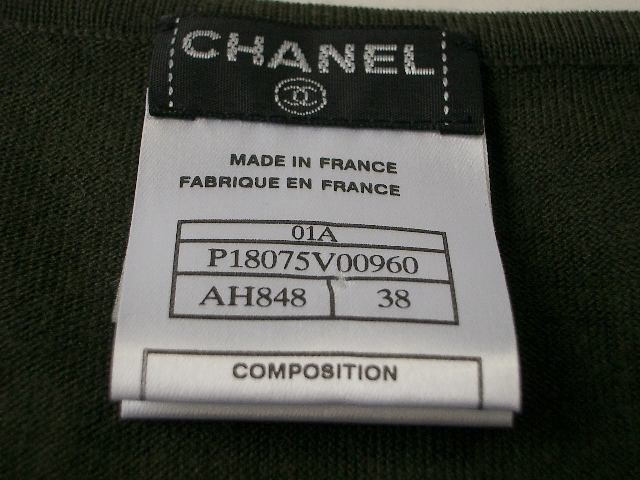 CHANEL
MADE IN FRANCE
FABRIQUE EN FRANCE
01A
P18075V00960
AH848 38
COMPOSITION